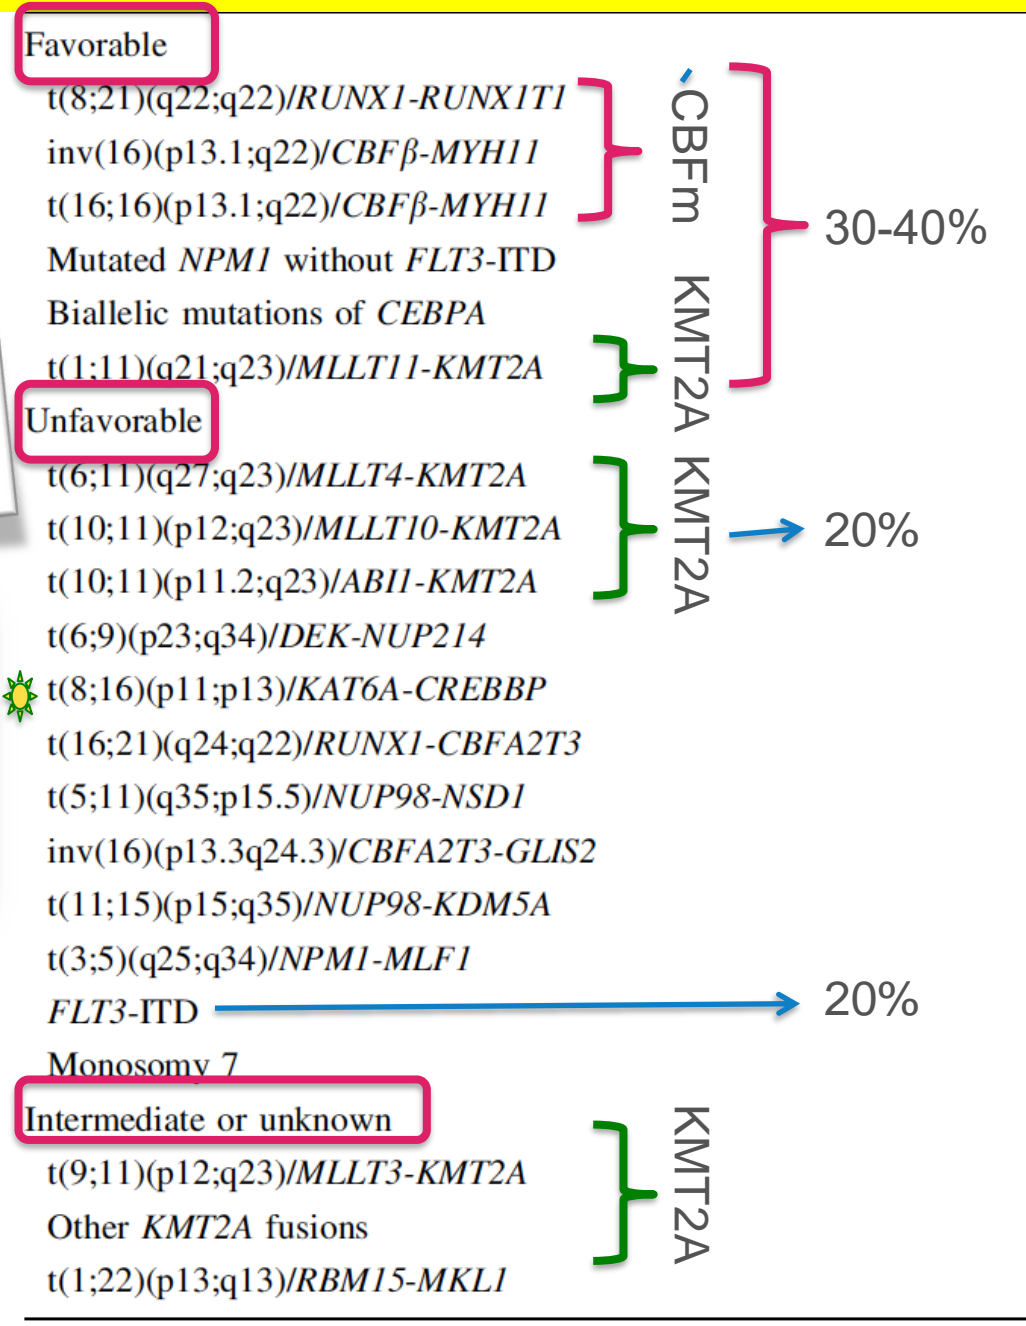 Favorable
t(8;21)(q22;q22)/RUNX1-RUNX1T1
inv(16)(p13.1;q22)/CBFβ-MYH11
t(16;16)(p13.1;q22)/CBFβ-MYH11
CBFm
30-40%
Mutated NPM1 without FLT3-ITD
Biallelic mutations of CEBPA
t(1;11)(q21;q23)/MLLT11-KMT2A
KMT2A
Unfavorable
t(6;11)(q27;q23)/MLLT4-KMT2A
t(10;11)(p12;q23)/MLLT10-KMT2A
t(10;11)(p11.2;q23)/ABI1-KMT2A
KMT2A
20%
t(6;9)(p23;q34)/DEK-NUP214
t(8;16)(p11;p13)/KAT6A-CREBBP
t(16;21)(q24;q22)/RUNX1-CBFA2T3
t(5;11)(q35;p15.5)/NUP98-NSD1
inv(16)(p13.3q24.3)/CBFA2T3-GLIS2
t(11;15)(p15;q35)/NUP98-KDM5A
t(3;5)(q25;q34)/NPM1-MLF1
FLT3-ITD
20%
Monosomy 7
Intermediate or unknown
t(9;11)(p12;q23)/MLLT3-KMT2A
Other KMT2A fusions
t(1;22)(p13;q13)/RBM15-MKL1
KMT2A